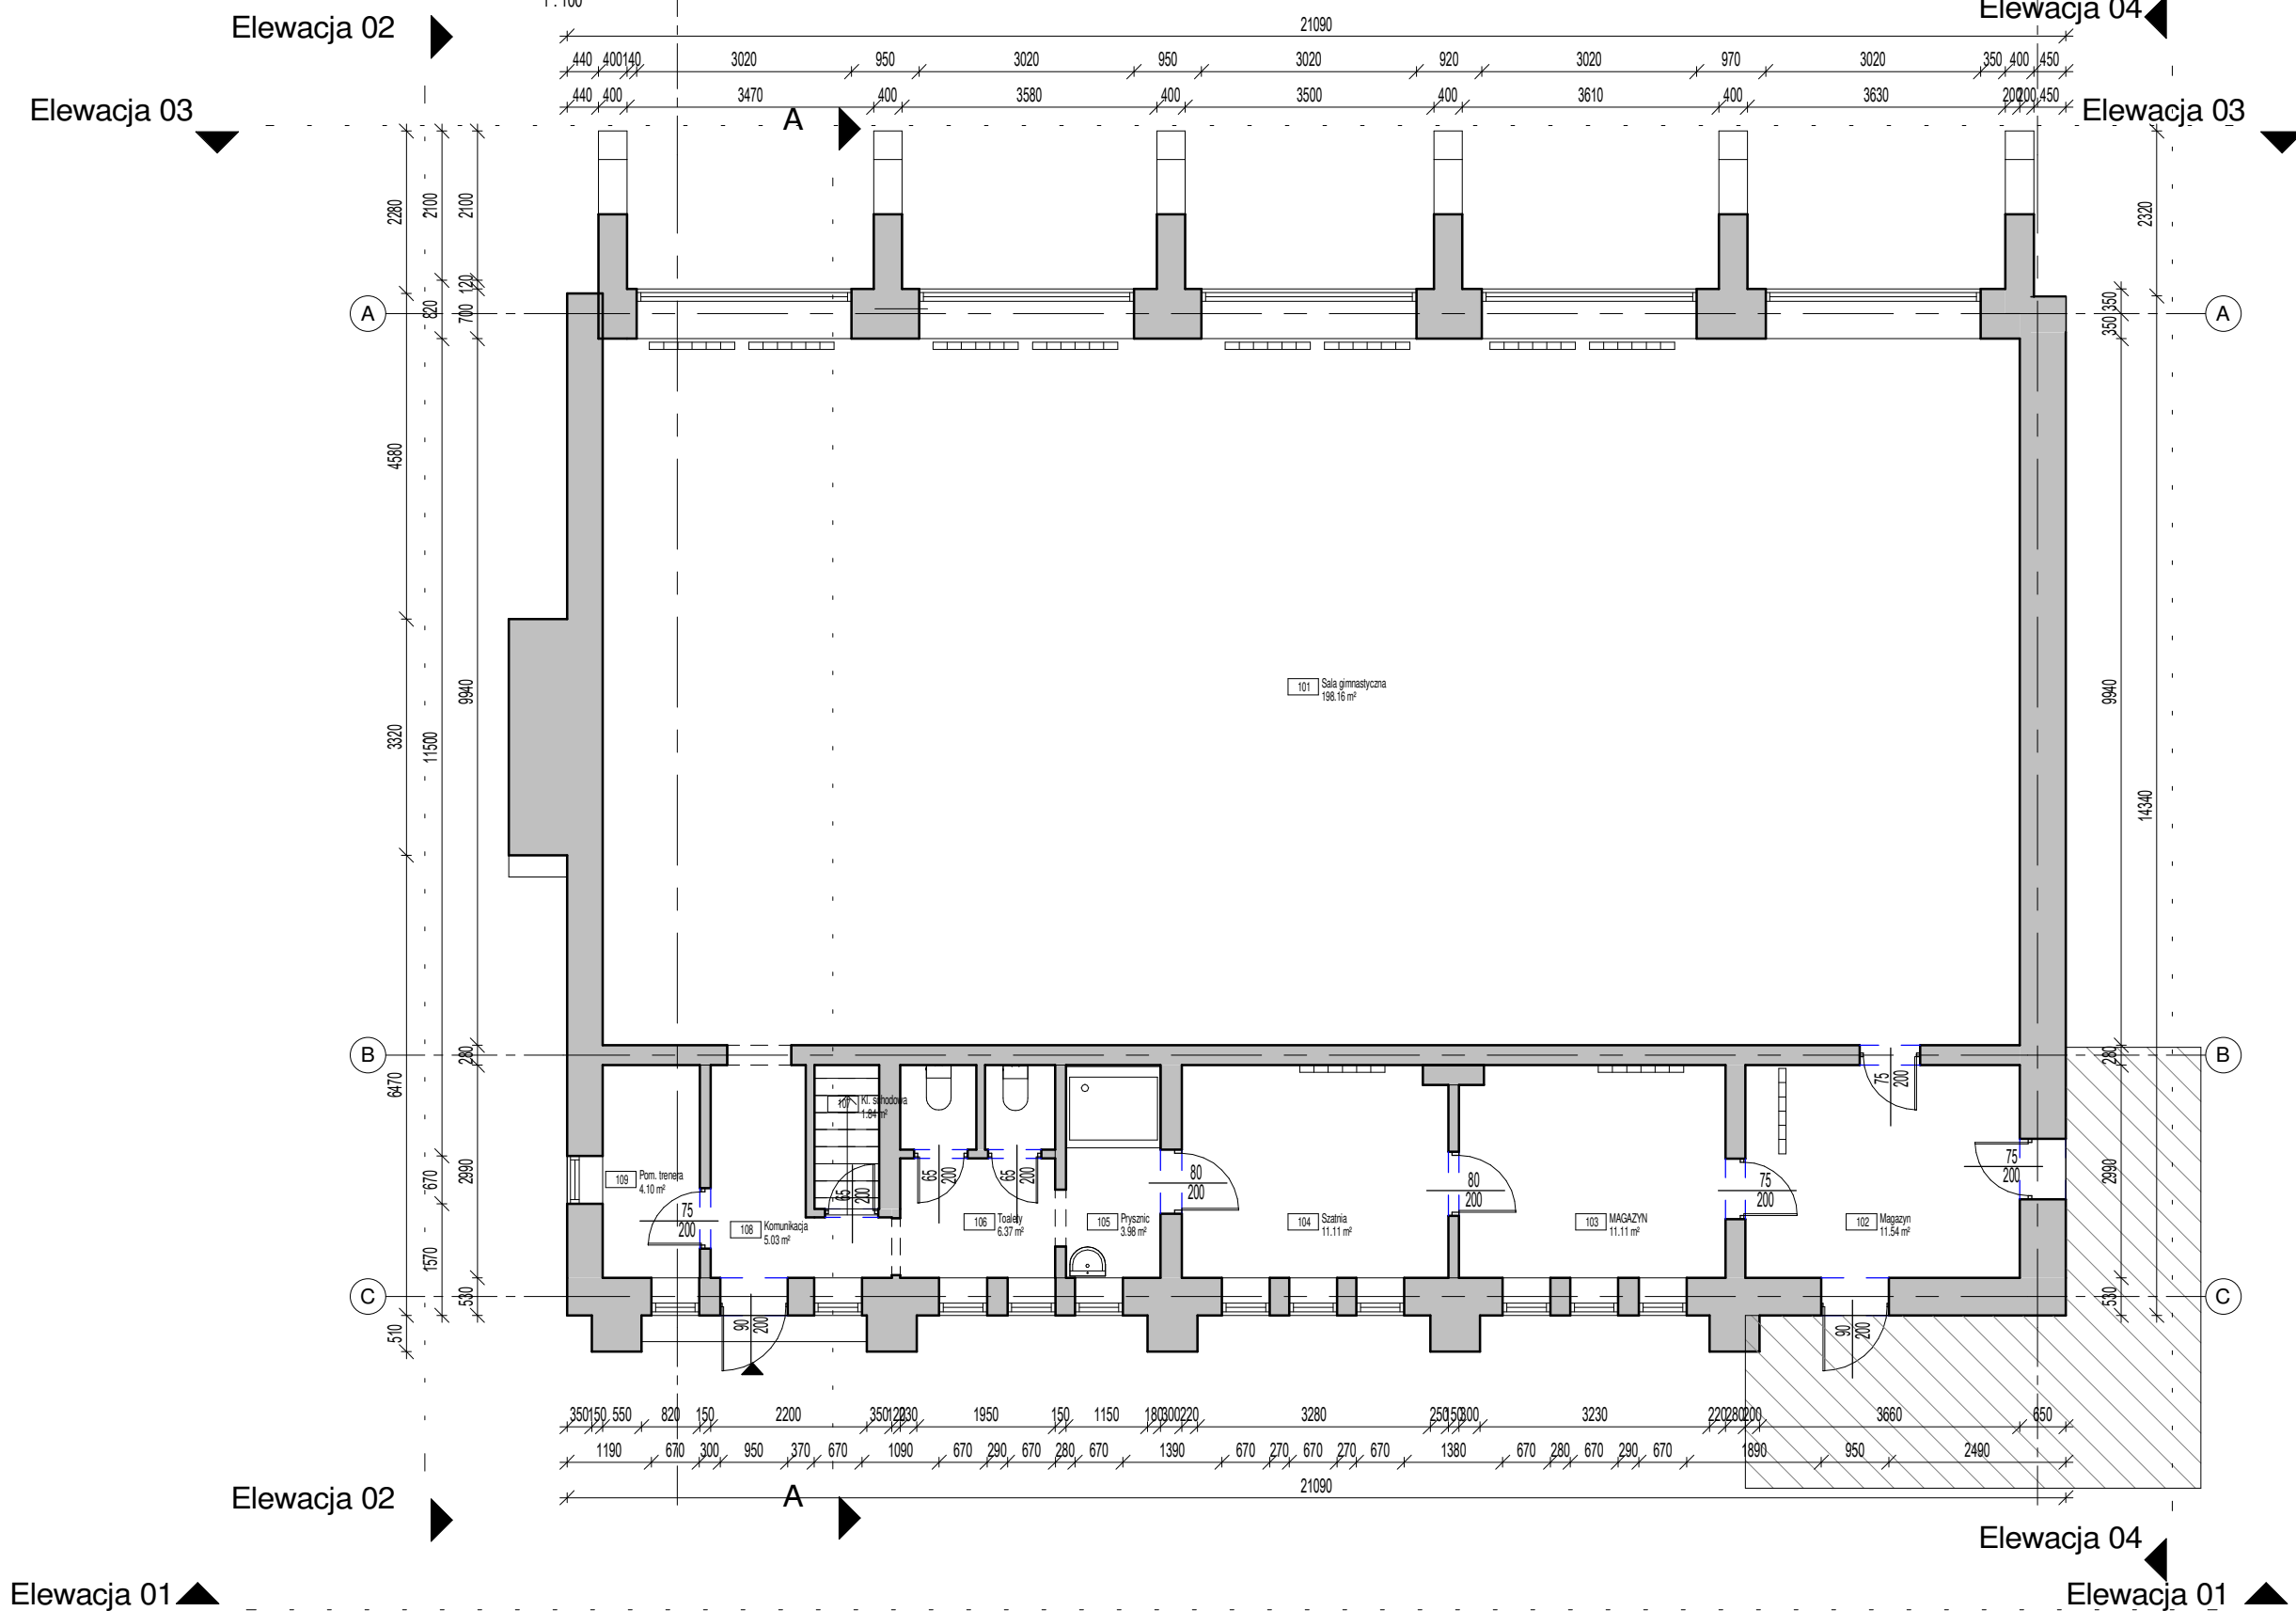 1 : 100
Elewacja 02
Elewacja 04
21090
440 400 140 3020 950 3020 950 3020 920 3020 970 3020 350 400 450
440 400 3470 400 3580 400 3500 400 3610 400 3630 200 200 450
Elewacja 03
A
Elewacja 03
2280 2100 2100
2320
120
820 700
350
350
A
A
4580
3320
11500
9940
9940
14340
101 Sala gimnastyczna
198.16 m²
B
B
280
280
6470
670
2990
2990
1570
530
530
510
75
200
107 Kl. schodowa
1.84 m²
109 Pom. trenera
4.10 m²
65
200
65
200
65
200
80
200
80
200
75
200
75
200
75
200
108 Komunikacja
5.03 m²
106 Toalety
6.37 m²
105 Prysznic
3.98 m²
104 Szatnia
11.11 m²
103 MAGAZYN
11.11 m²
102 Magazyn
11.54 m²
C
C
90
200
90
200
350 150 550 820 150 2200 350 120 230 1950 150 1150 180 300 220 3280 250 150 300 3230 220 280 200 3660 650
1190 670 300 950 370 670 1090 670 290 670 280 670 1390 670 270 670 270 670 1380 670 280 670 290 670 1890 950 2490
21090
Elewacja 02
A
Elewacja 04
Elewacja 01
Elewacja 01